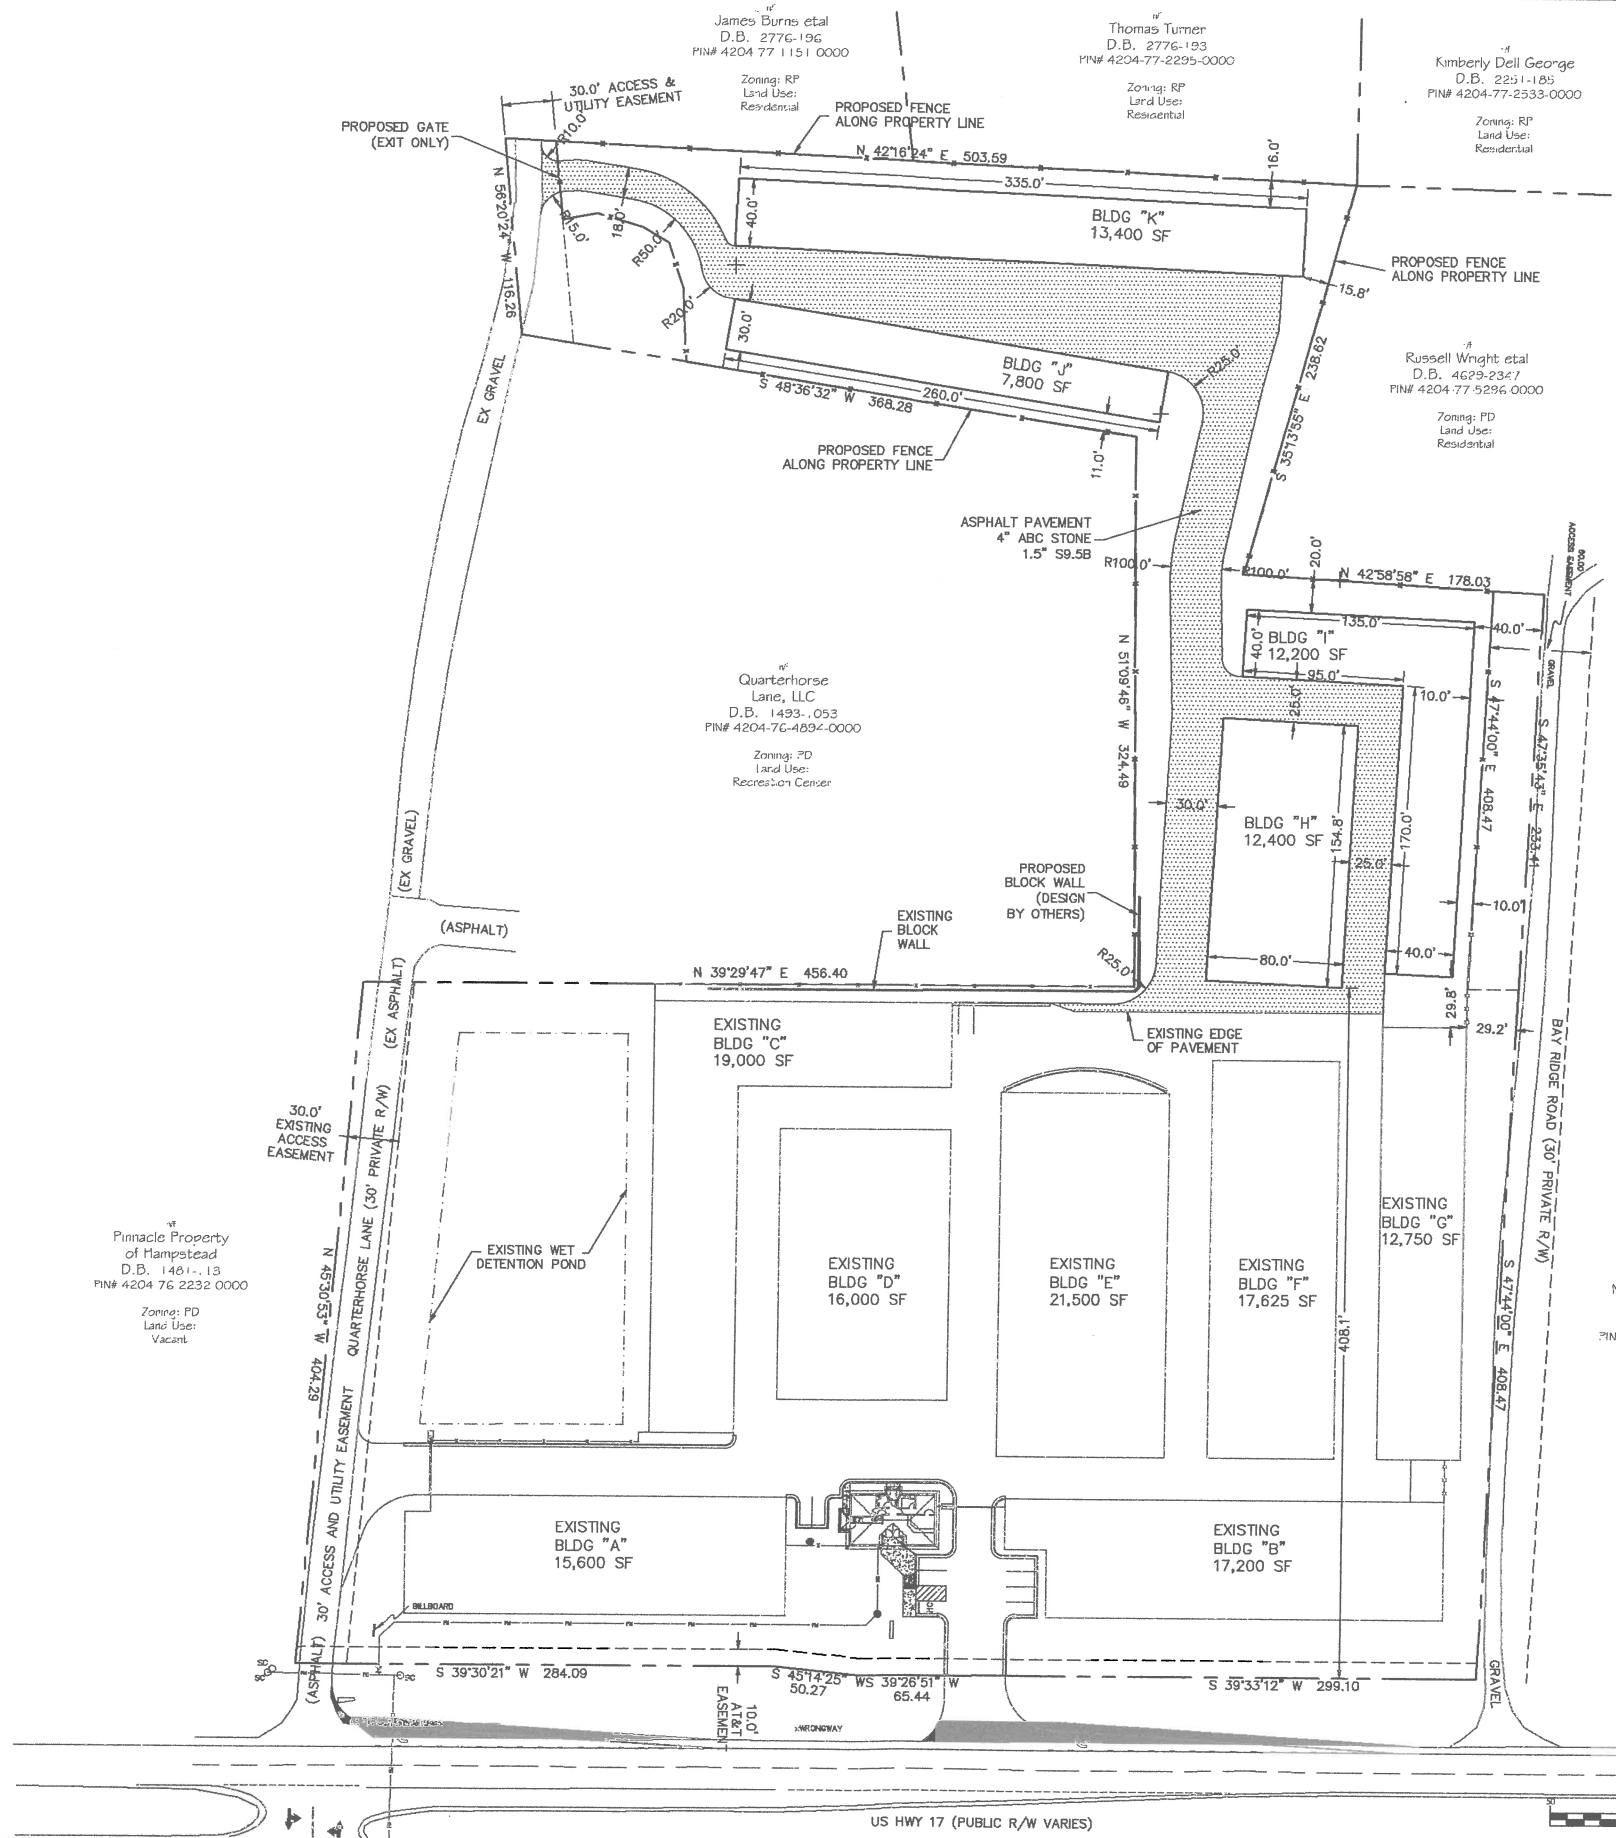 James Burns etal
D.B. 2776-196
PIN# 4204 77 1151 0000
Zoning: RP
Land Use:
Residential
Thomas Turner
D.B. 2776-193
PIN# 4204-77-2295-0000
Zoning: RP
Land Use:
Residential
Kimberly Dell George
D.B. 2251-185
PIN# 4204-77-2533-0000
Zoning: RP
Land Use:
Residential
30.0' ACCESS &
UTILITY EASEMENT
PROPOSED GATE
(EXIT ONLY)
R10.0'
PROPOSED FENCE
ALONG PROPERTY LINE
N 42°16'24" E 503.59
335.0'
16.0'
N 56°20'24" W 116.26
18.0'
R50.0'
R20.0'
40.0'
BLDG "K"
13,400 SF
PROPOSED FENCE
ALONG PROPERTY LINE
15.8'
30.0'
BLDG "J"
7,800 SF
R25.0'
260.0'
S 48°36'32" W 368.28
S 35°13'55" E 238.62
Russell Wright etal
PIN# 4204-77-5296-0000
Zoning: PD
Land Use:
Residential
EX GRAVEL
PROPOSED FENCE
ALONG PROPERTY LINE
11.0'
ASPHALT PAVEMENT
4" ABC STONE
1.5" S9.5B
R100.0'
R100.0'
20.0'
N 42°58'58" E 178.03
60.00
ACCESS EASEMENT
135.0'
40.0'
40.0'
BLDG "I"
12,200 SF
95.0'
10.0'
25.0'
GRAVEL
Quarterhorse
Lane, LLC
PIN# 4204-76-4894-0000
Zoning: PD
Land Use:
Recreation Center
N 51°09'46" W 324.49
S 47°44'00" E 408.47
S 47°35'43" E 233.41
30.0'
BLDG "H"
12,400 SF
154.8'
170.0'
25.0'
(EX GRAVEL)
PROPOSED
BLOCK WALL
(DESIGN
BY OTHERS)
10.0'
EXISTING
BLOCK
WALL
(ASPHALT)
R25.0'
80.0'
40.0'
N 39°29'47" E 456.40
(EX ASPHALT)
29.8'
29.2'
EXISTING
BLDG "C"
19,000 SF
EXISTING EDGE
OF PAVEMENT
30.0'
EXISTING
ACCESS
EASEMENT
BAY RIDGE ROAD (30' PRIVATE R/W)
QUARTERHORSE LANE (30' PRIVATE R/W)
EXISTING
BLDG "G"
12,750 SF
Pinnacle Property
of Hampstead
PIN# 4204 76 2232 0000
Zoning: PD
Land Use:
Vacant
EXISTING WET
DETENTION POND
EXISTING
BLDG "D"
16,000 SF
EXISTING
BLDG "E"
21,500 SF
EXISTING
BLDG "F"
17,625 SF
408.1'
N 45°30'53" W 404.29
S 47°44'00" E 408.47
(ASPHALT) 30' ACCESS AND UTILITY EASEMENT
EXISTING
BLDG "A"
15,600 SF
EXISTING
BLDG "B"
17,200 SF
BILLBOARD
HC
SC
SC
SC
S 39°30'21" W 284.09
S 45°14'25" W
50.27
S 39°26'51" W
65.44
S 39°33'12" W 299.10
GRAVEL
10.0'
AT&T
EASEMENT
WRONGWAY
US HWY 17 (PUBLIC R/W VARIES)
50